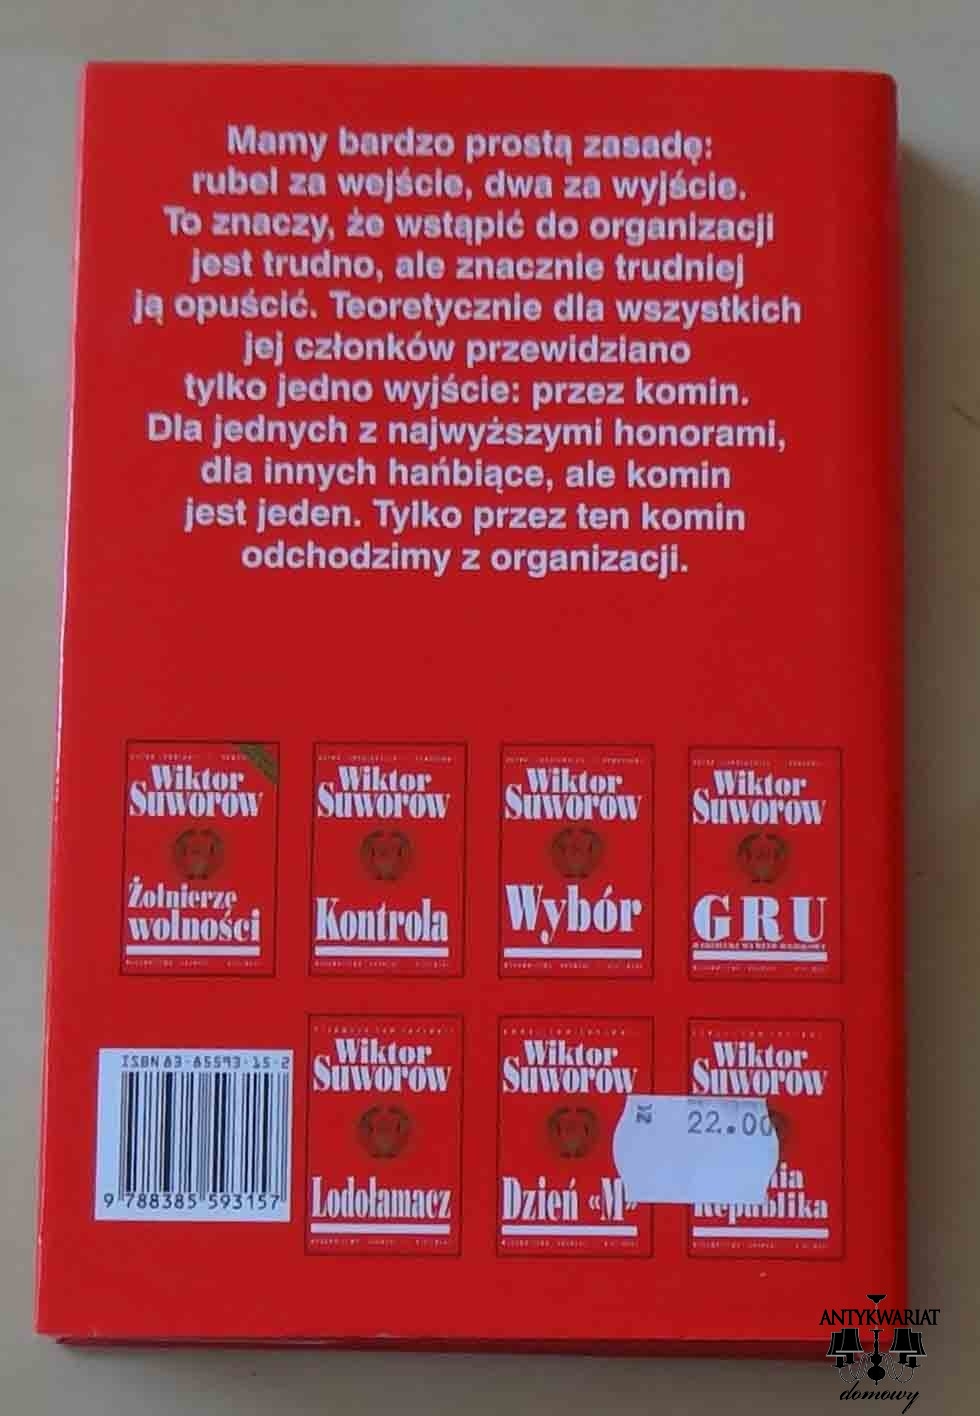 Mamy bardzo prostą zasadę:
rubel za wejście, dwa za wyjście.
To znaczy, że wstąpić do organizacji
jest trudno, ale znacznie trudniej
ją opuścić. Teoretycznie dla wszystkich
jej członków przewidziano
tylko jedno wyjście: przez komin.
Dla jednych z najwyższymi honorami,
dla innych hańbiące, ale komin
jest jeden. Tylko przez ten komin
odchodzimy z organizacji.
Wiktor
Suworow
Żołnierze
wolności
Wiktor
Suworow
Kontrola
Wiktor
Suworow
Wybór
Wiktor
Suworow
GRU
ISBN 83-85593-15-2
9 788385 593157
Wiktor
Suworow
Lodołamacz
Wiktor
Suworow
Dzień «M»
Wiktor
Suworow
Republika
ZŁ 22.00
ANTYKWARIAT
domowy